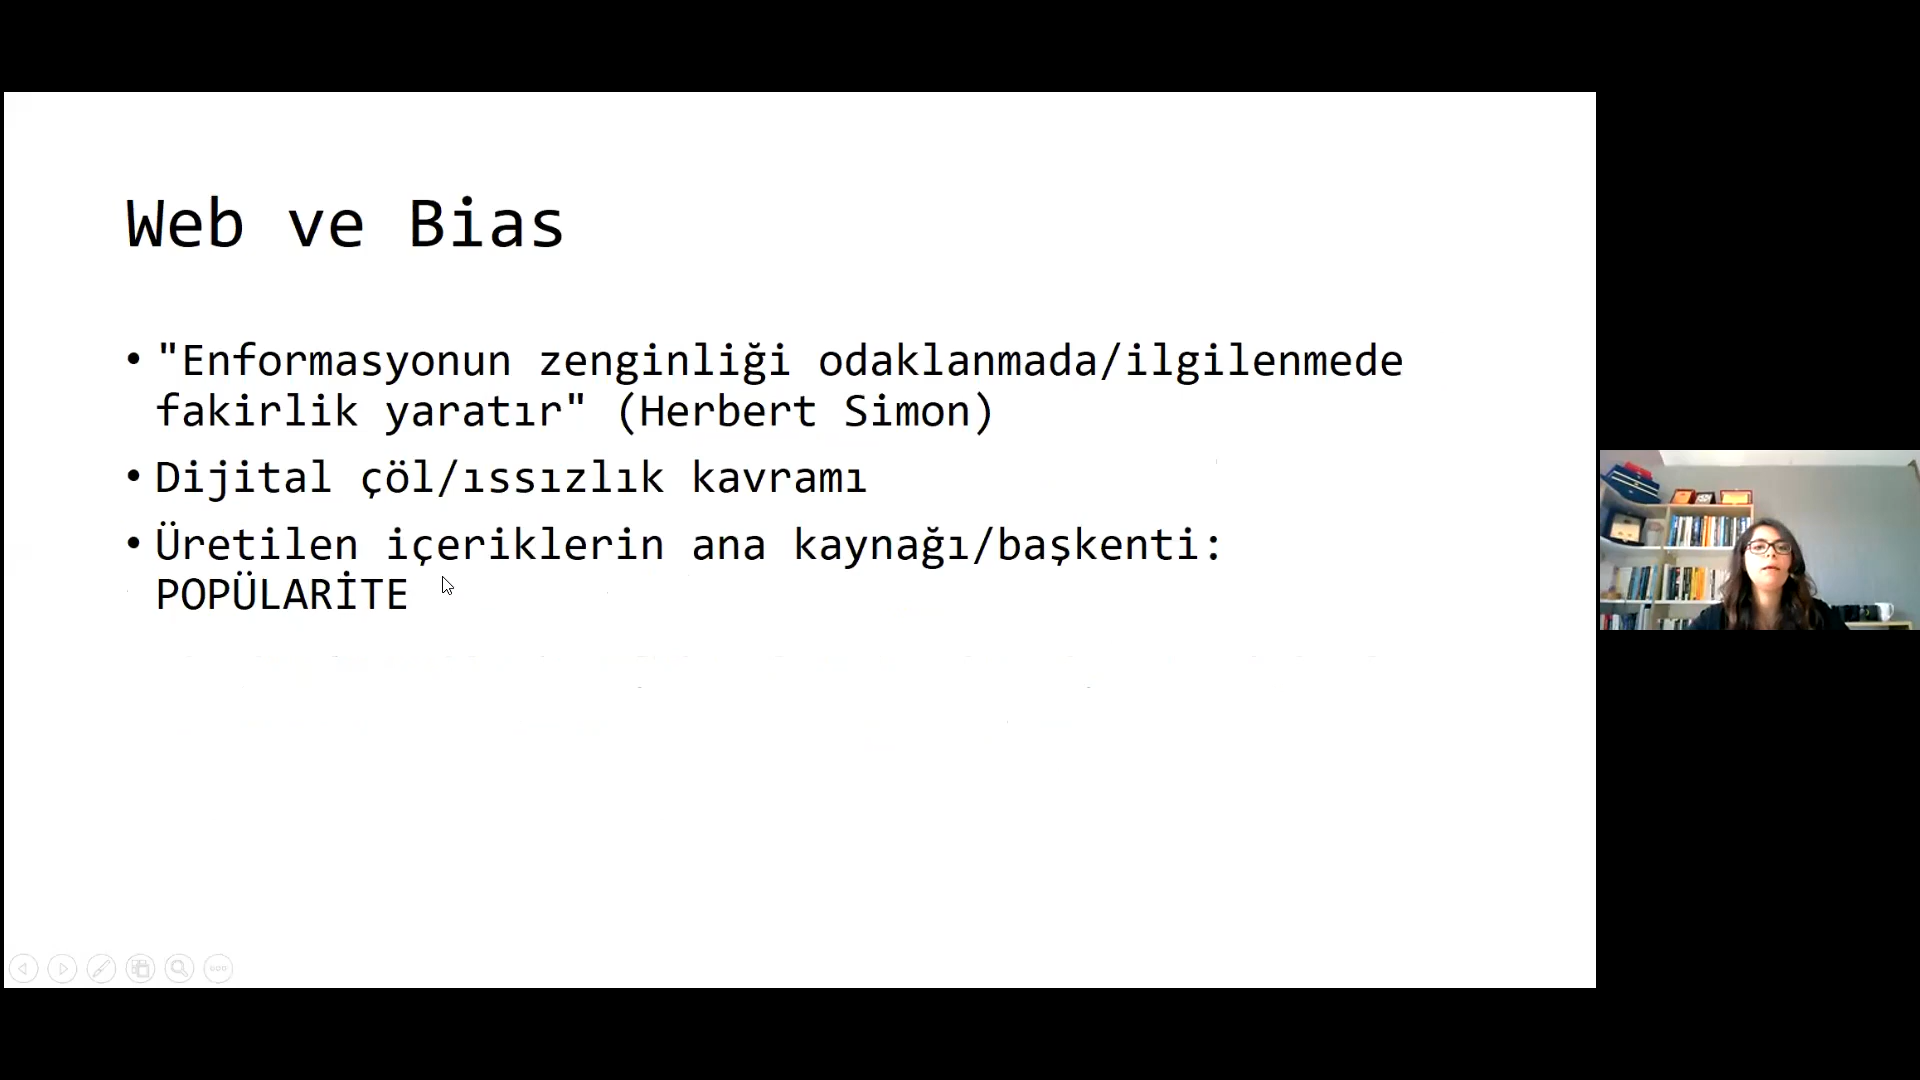 Web ve Bias
• "Enformasyonun zenginliği odaklanmada/ilgilenmede
fakirlik yaratır" (Herbert Simon)
• Dijital çöl/ıssızlık kavramı
• Üretilen içeriklerin ana kaynağı/başkenti:
POPÜLARİTE